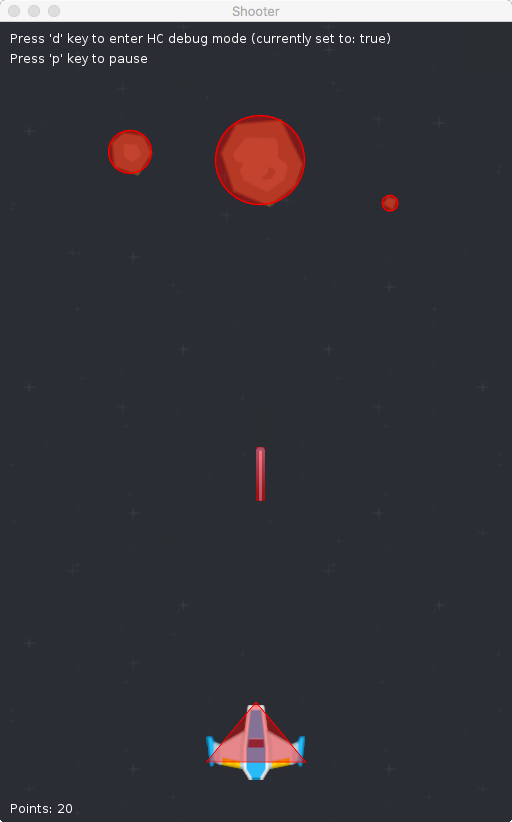 Shooter
Press 'd' key to enter HC debug mode (currently set to: true)
Press 'p' key to pause
Points: 20